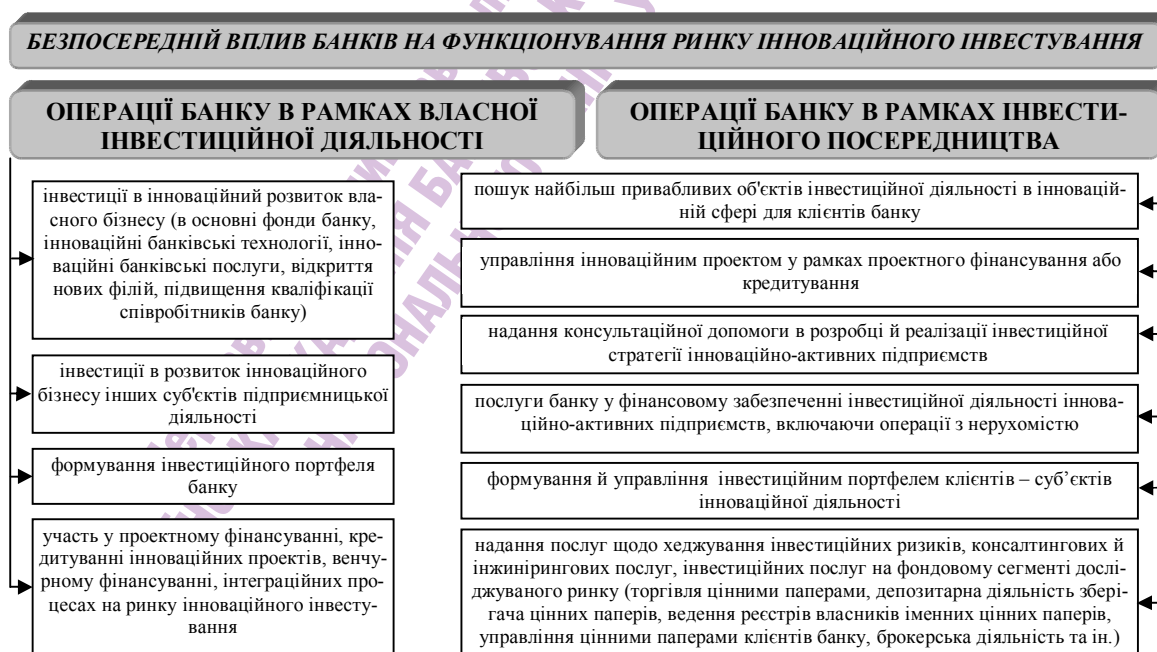 БЕЗПОСЕРЕДНІЙ ВПЛИВ БАНКІВ НА ФУНКЦІОНУВАННЯ РИНКУ ІННОВАЦІЙНОГО ІНВЕСТУВАННЯ
ОПЕРАЦІЇ БАНКУ В РАМКАХ ВЛАСНОЇ
ІНВЕСТИЦІЙНОЇ ДІЯЛЬНОСТІ
інвестиції в інноваційний розвиток вла-
сного бізнесу (в основні фонди банку,
інноваційні банківські технології, інно-
ваційні банківські послуги, відкриття
нових філій, підвищення кваліфікації
співробітників банку)
інвестиції в розвиток інноваційного
бізнесу інших суб'єктів підприємницької
діяльності
формування інвестиційного портфеля
банку
участь у проектному фінансуванні, кре-
дитуванні інноваційних проектів, венчу-
рному фінансуванні, інтеграційних про-
цесах на ринку інноваційного інвесту-
вання
ОПЕРАЦІЇ БАНКУ В РАМКАХ ІНВЕСТИ-
ЦІЙНОГО ПОСЕРЕДНИЦТВА
пошук найбільш привабливих об'єктів інвестиційної діяльності в інновацій-
ній сфері для клієнтів банку
управління інноваційним проектом у рамках проектного фінансування або
кредитування
надання консультаційної допомоги в розробці й реалізації інвестиційної
стратегії інноваційно-активних підприємств
послуги банку у фінансовому забезпеченні інвестиційної діяльності іннова-
ційно-активних підприємств, включаючи операції з нерухомістю
формування й управління інвестиційним портфелем клієнтів – суб’єктів
інноваційної діяльності
надання послуг щодо хеджування інвестиційних ризиків, консалтингових й
інжинірингових послуг, інвестиційних послуг на фондовому сегменті дослі-
джуваного ринку (торгівля цінними паперами, депозитарна діяльність збері-
гача цінних паперів, ведення реєстрів власників іменних цінних паперів,
управління цінними паперами клієнтів банку, брокерська діяльність та ін.)